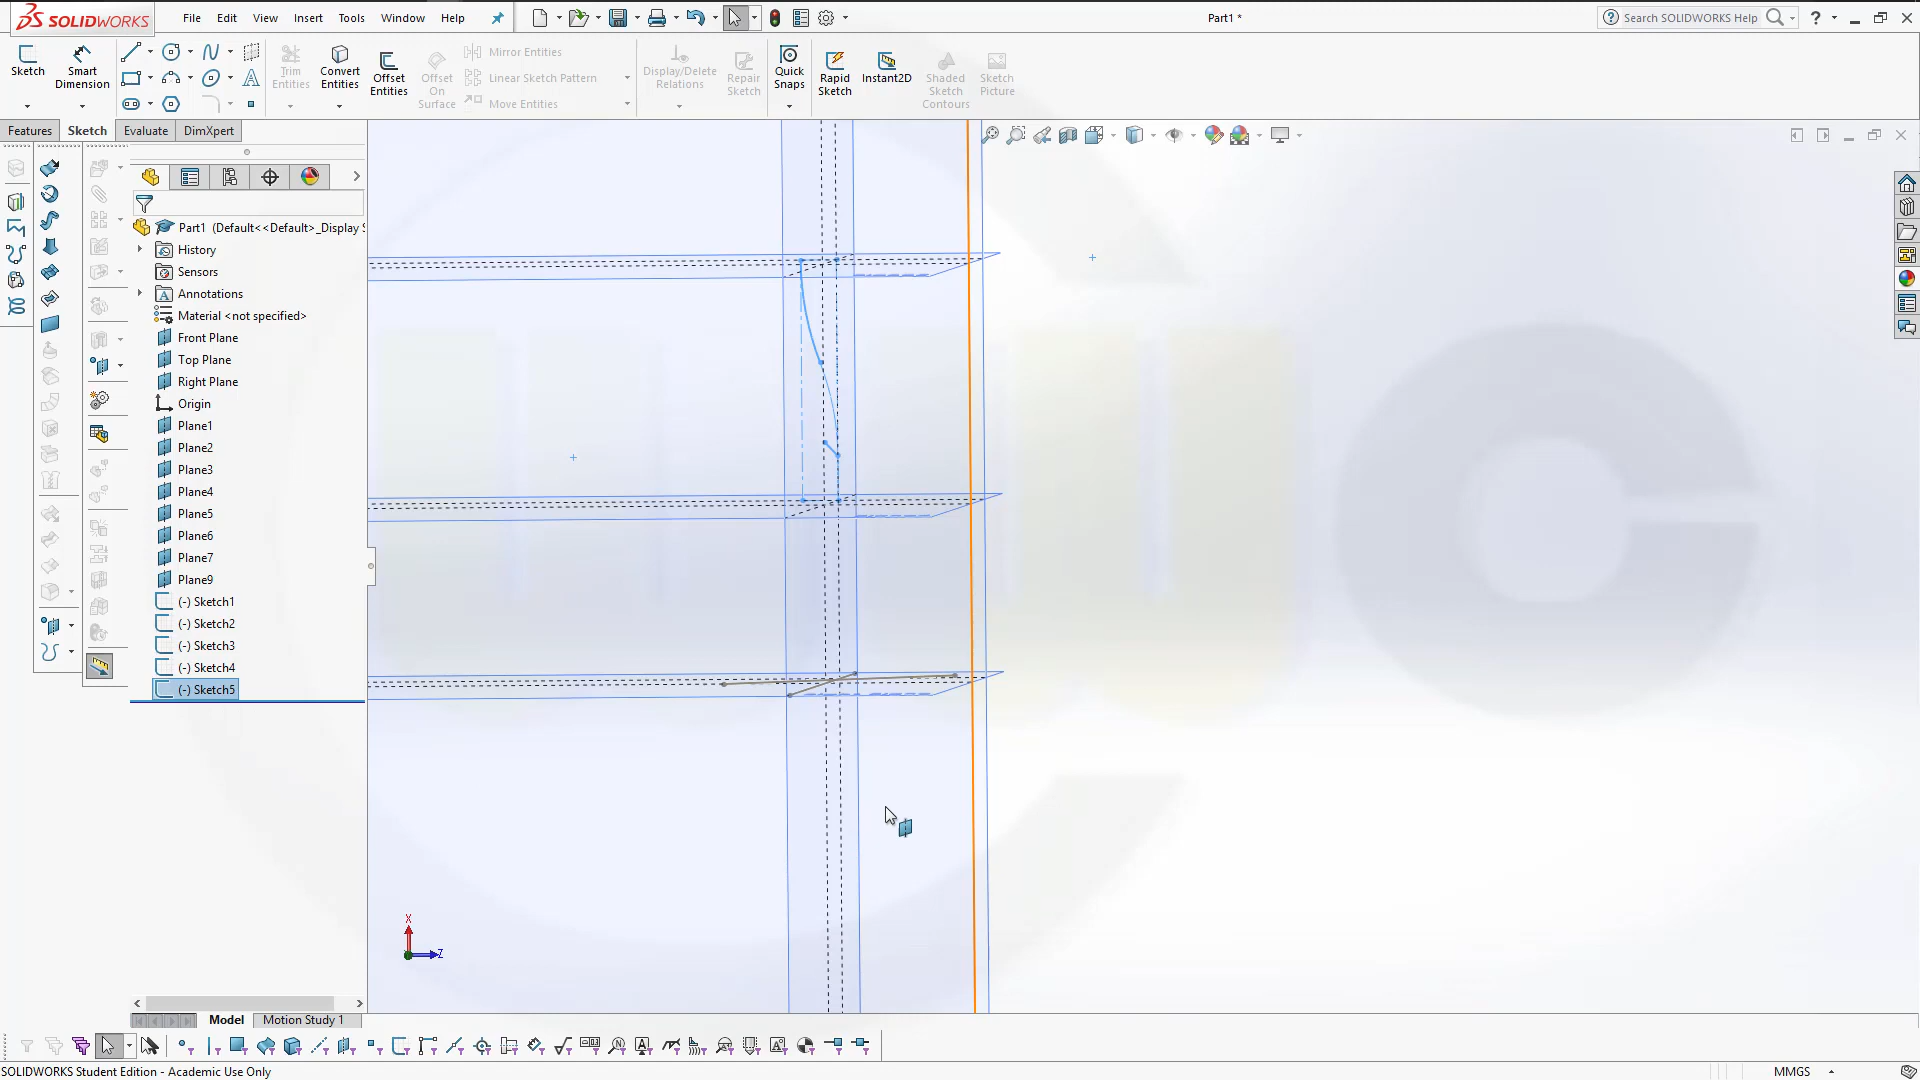 SOLIDWORKS
File Edit View Insert Tools Window Help
Part1 *
Search SOLIDWORKS Help
Sketch
Smart Dimension
Trim Entities
Convert Entities
Offset Entities
Offset On Surface
Mirror Entities
Linear Sketch Pattern
Move Entities
Display/Delete Relations
Repair Sketch
Quick Snaps
Rapid Sketch
Instant2D
Shaded Sketch Contours
Sketch Picture
Features Sketch Evaluate DimXpert
Part1 (Default<<Default>_Display S
History
Sensors
Annotations
Material <not specified>
Front Plane
Top Plane
Right Plane
Origin
Plane1
Plane2
Plane3
Plane4
Plane5
Plane6
Plane7
Plane9
(-) Sketch1
(-) Sketch2
(-) Sketch3
(-) Sketch4
(-) Sketch5
X
Z
Model Motion Study 1
SOLIDWORKS Student Edition - Academic Use Only
MMGS